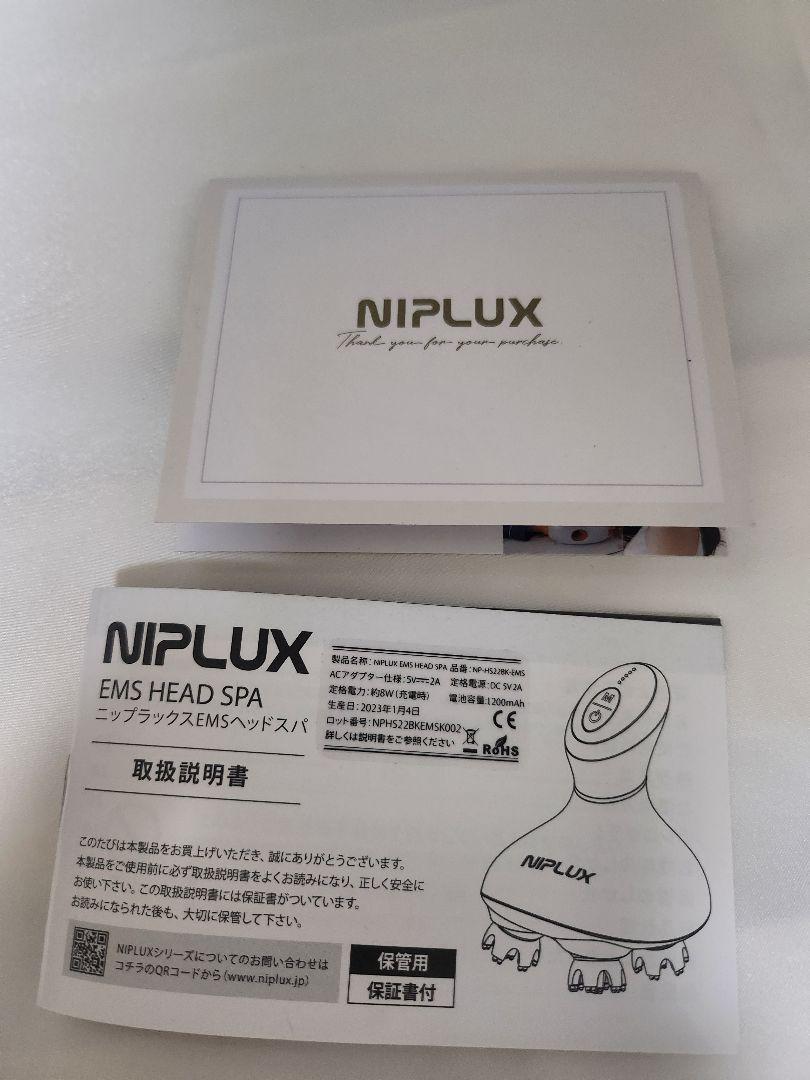 NIPLUX
Thank you for your purchase.
NIPLUX
EMS HEAD SPA
ニップラックスEMSヘッドスパ
取扱説明書
製品名称:NIPLUX EMS HEAD SPA 品番:NP-HS22BK-EMS
ACアダプター仕様:5V⎓2A 定格電源:DC 5V 2A
定格電力:約8W(充電時) 電池容量:1200mAh
生産日:2023年1月4日
ロット番号:NPHS22BKEMSK002
詳しくは説明書をご参照ください
CE
RoHS
M
NIPLUX
このたびは本製品をお買上げいただき、誠にありがとうございます。
本製品をご使用前に必ず取扱説明書をよくお読みになり、正しく安全に
お使い下さい。この取扱説明書には保証書がついています。
お読みになられた後も、大切に保管して下さい。
NIPLUXシリーズについてのお問い合わせは
コチラのQRコードから(www.niplux.jp)
保管用
保証書付